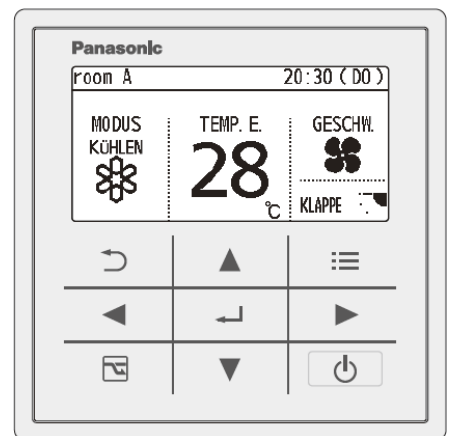 Panasonic
room A 20:30 (DO)
MODUS TEMP. E. GESCHW.
KÜHLEN
28
°C
KLAPPE